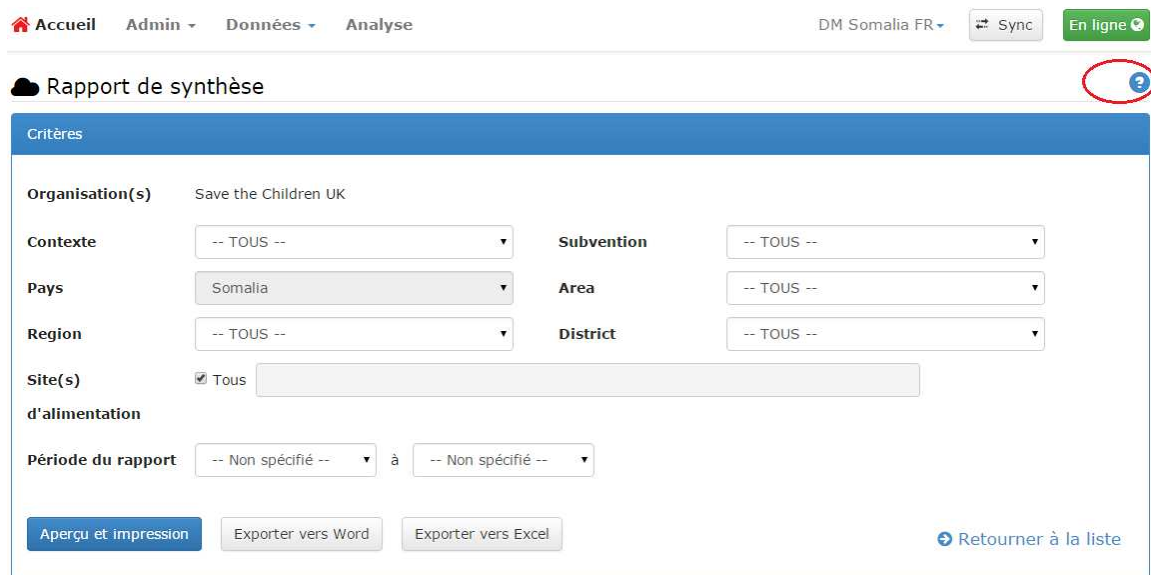 Accueil Admin Données Analyse DM Somalia FR Sync En ligne
Rapport de synthèse ?
Critères
Organisation(s) Save the Children UK
Contexte -- TOUS -- Subvention -- TOUS --
Pays Somalia Area -- TOUS --
Region -- TOUS -- District -- TOUS --
Site(s) Tous
d'alimentation
Période du rapport -- Non spécifié -- à -- Non spécifié --
Aperçu et impression Exporter vers Word Exporter vers Excel Retourner à la liste